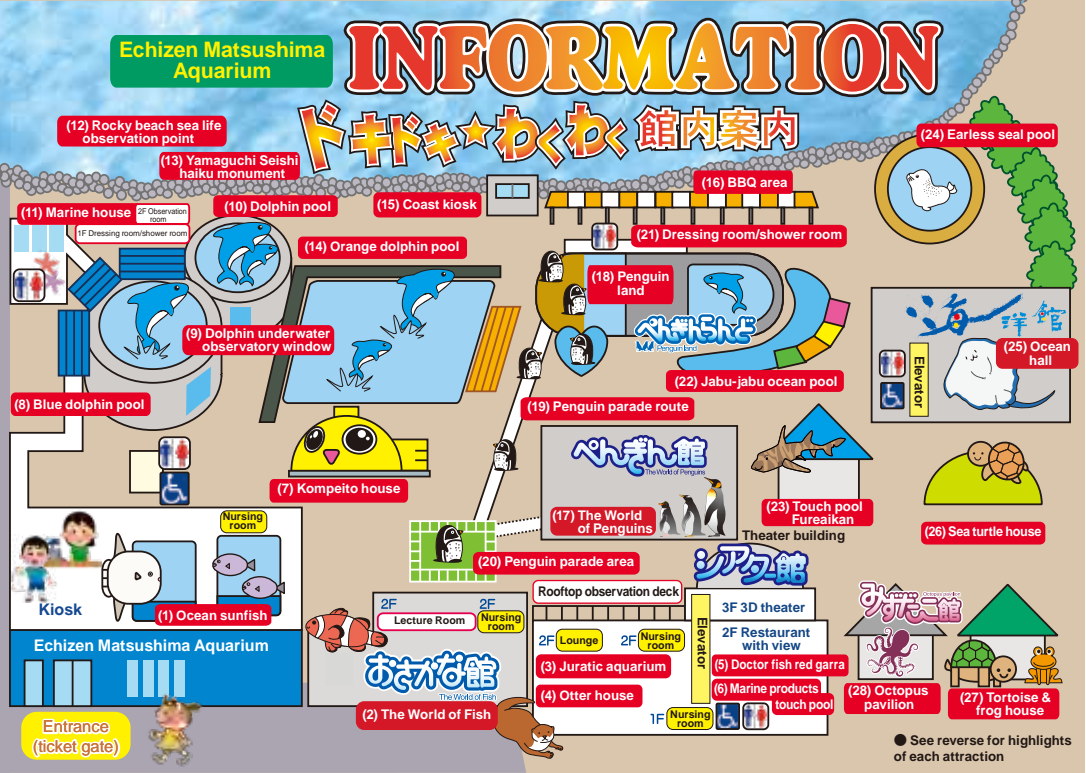 Echizen Matsushima
Aquarium
INFORMATION
ドキドキ★わくわく 館内案内
(12) Rocky beach sea life
observation point
(13) Yamaguchi Seishi
haiku monument
(24) Earless seal pool
(16) BBQ area
(10) Dolphin pool
(15) Coast kiosk
(11) Marine house
2F Observation
room
1F Dressing room/shower room
(21) Dressing room/shower room
(14) Orange dolphin pool
(18) Penguin
land
ぺんぎんらんど
Penguin land
海洋館
(25) Ocean
hall
Elevator
(9) Dolphin underwater
observatory window
(22) Jabu-jabu ocean pool
(8) Blue dolphin pool
(19) Penguin parade route
ぺんぎん館
The World of Penguins
(7) Kompeito house
(17) The World
of Penguins
(23) Touch pool
Fureaikan
(26) Sea turtle house
Nursing
room
Theater building
シアター館
(20) Penguin parade area
Kiosk
(1) Ocean sunfish
Echizen Matsushima Aquarium
Entrance
(ticket gate)
2F
Lecture Room
2F
Nursing
room
おさかな館
The World of Fish
(2) The World of Fish
Rooftop observation deck
2F
Lounge
2F
Nursing
room
(3) Juratic aquarium
(4) Otter house
1F
Nursing
room
Elevator
3F 3D theater
2F Restaurant
with view
(5) Doctor fish red garra
(6) Marine products
touch pool
みずだこ館
Octopus pavilion
(28) Octopus
pavilion
(27) Tortoise &
frog house
● See reverse for highlights
of each attraction